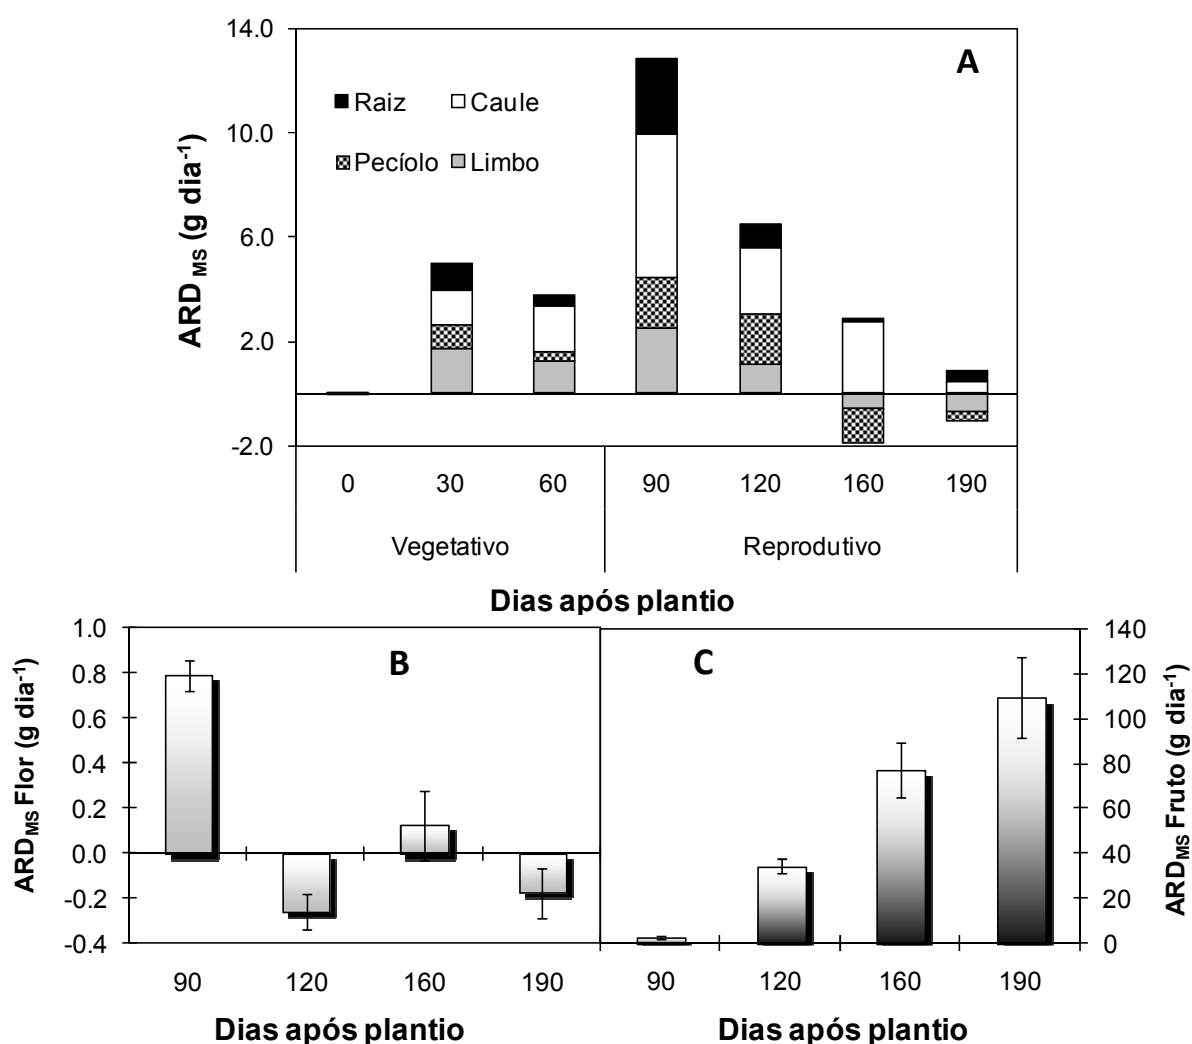 14.0
10.0
6.0
2.0
-2.0
ARD MS (g dia-1)
A
Raiz Caule
Pecíolo Limbo
0 30 60 90 120 160 190
Vegetativo Reprodutivo
Dias após plantio
1.0
0.8
0.6
0.4
0.2
0.0
-0.2
-0.4
ARDMS Flor (g dia-1)
B
90 120 160 190
Dias após plantio
C
140
120
100
80
60
40
20
0
ARDMS Fruto (g dia-1)
90 120 160 190
Dias após plantio